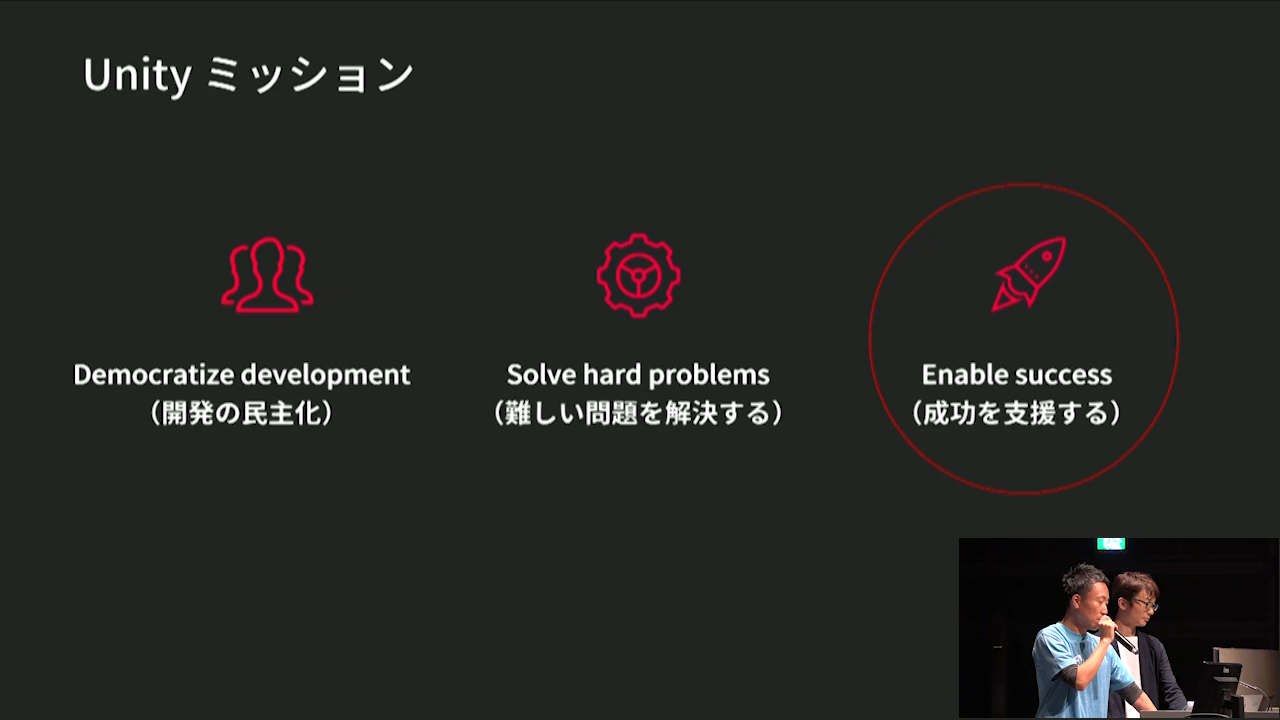 Unity ミッション
Democratize development
（開発の民主化）
Solve hard problems
（難しい問題を解決する）
Enable success
（成功を支援する）